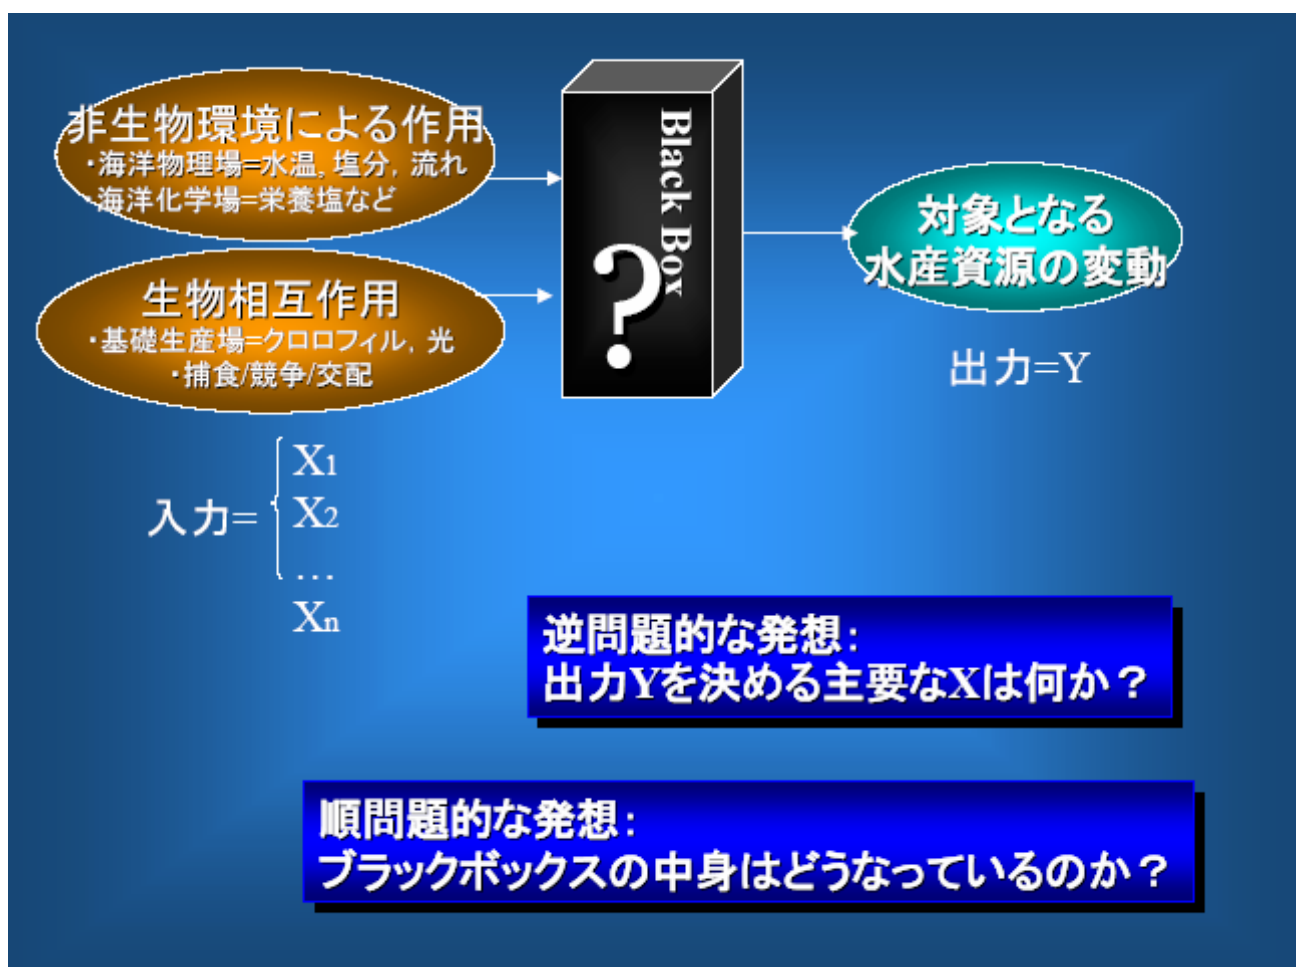 非生物環境による作用
・海洋物理場=水温, 塩分, 流れ
・海洋化学場=栄養塩など
生物相互作用
・基礎生産場=クロロフィル, 光
・捕食/競争/交配
Black Box
?
対象となる
水産資源の変動
出力=Y
入力=
X1
X2
…
Xn
逆問題的な発想:
出力Yを決める主要なXは何か？
順問題的な発想:
ブラックボックスの中身はどうなっているのか？